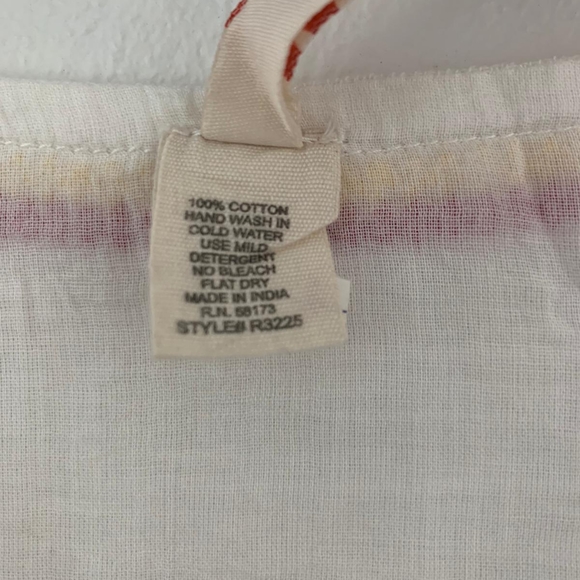 100% COTTON
HAND WASH IN
COLD WATER
USE MILD
DETERGENT
NO BLEACH
FLAT DRY
MADE IN INDIA
R.N. 58173
STYLE# R3225